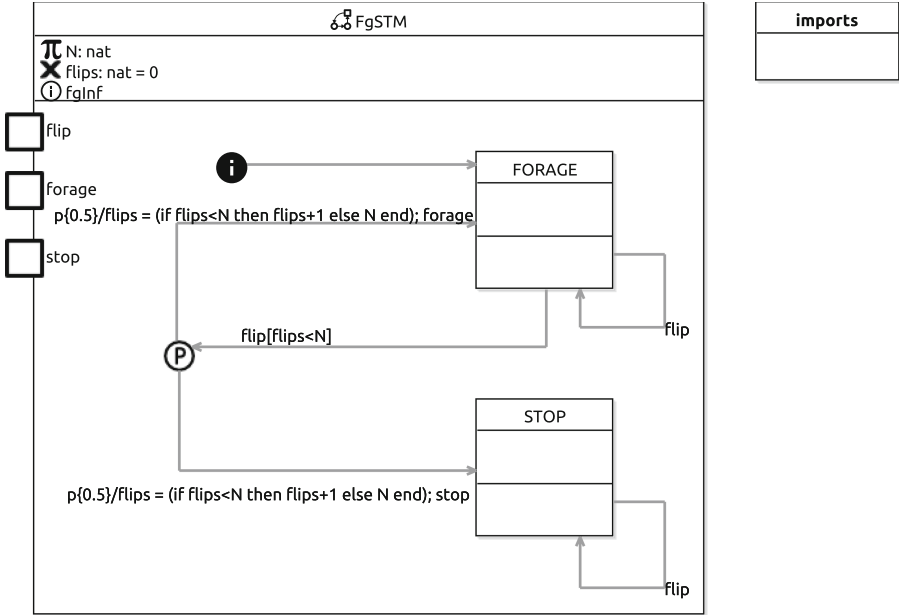 FgSTM
imports
N: nat
flips: nat = 0
fgInf
flip
forage
stop
i
FORAGE
p{0.5}/flips = (if flips<N then flips+1 else N end); forage
flip
flip[flips<N]
P
STOP
p{0.5}/flips = (if flips<N then flips+1 else N end); stop
flip